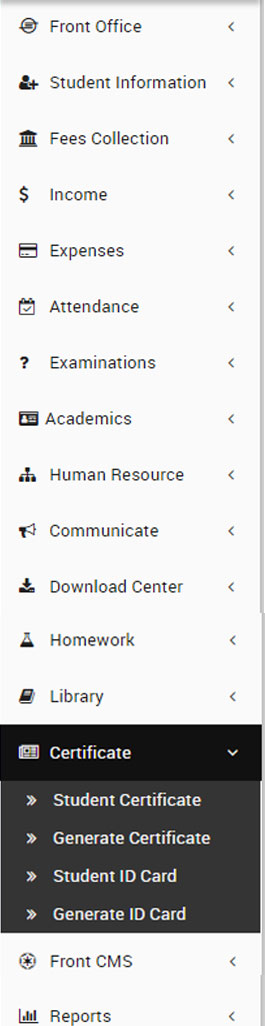 Front Office
Student Information
Fees Collection
Income
Expenses
Attendance
Examinations
Academics
Human Resource
Communicate
Download Center
Homework
Library
Certificate
Student Certificate
Generate Certificate
Student ID Card
Generate ID Card
Front CMS
Reports